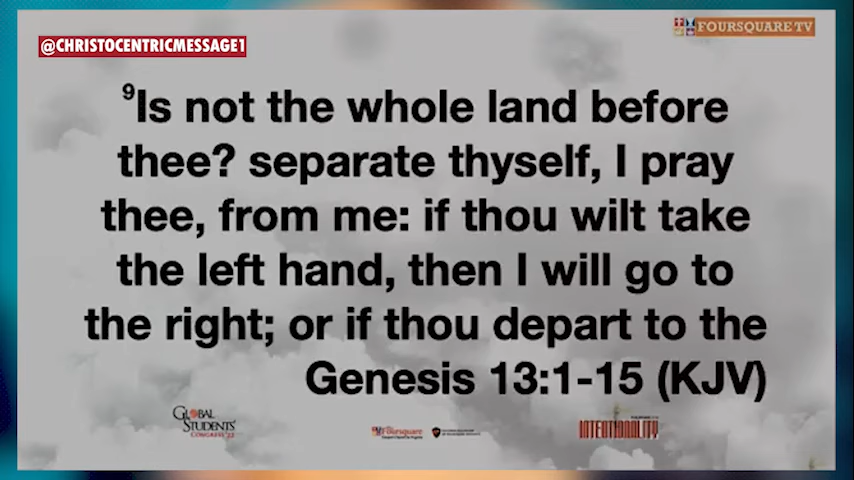 @CHRISTOCENTRICMESSAGE1
FOURSQUARE TV
⁹Is not the whole land before
thee? separate thyself, I pray
thee, from me: if thou wilt take
the left hand, then I will go to
the right; or if thou depart to the
Genesis 13:1-15 (KJV)
GLOBAL
STUDENTS'
CONGRESS '22
Foursquare
INTENTIONALITY